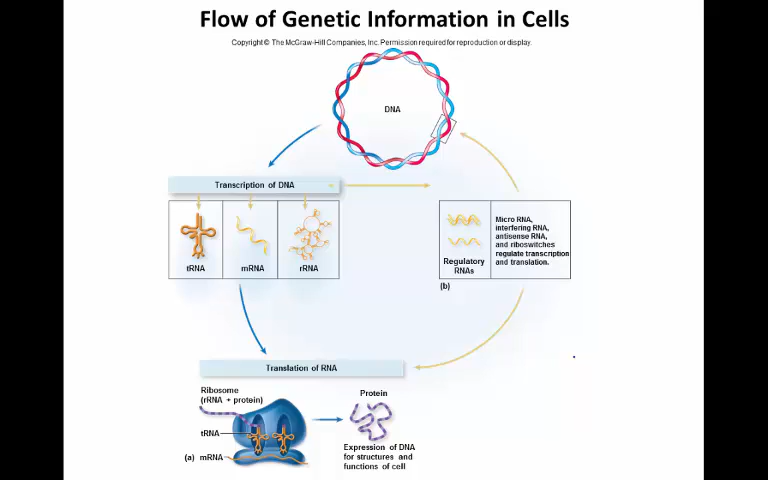 Flow of Genetic Information in Cells
Copyright © The McGraw-Hill Companies, Inc. Permission required for reproduction or display.
DNA
Transcription of DNA
tRNA
mRNA
rRNA
Regulatory
RNAs
Micro RNA,
interfering RNA,
antisense RNA,
and riboswitches
regulate transcription
and translation.
(b)
Translation of RNA
Ribosome
(rRNA + protein)
tRNA
(a) mRNA
Protein
Expression of DNA
for structures and
functions of cell